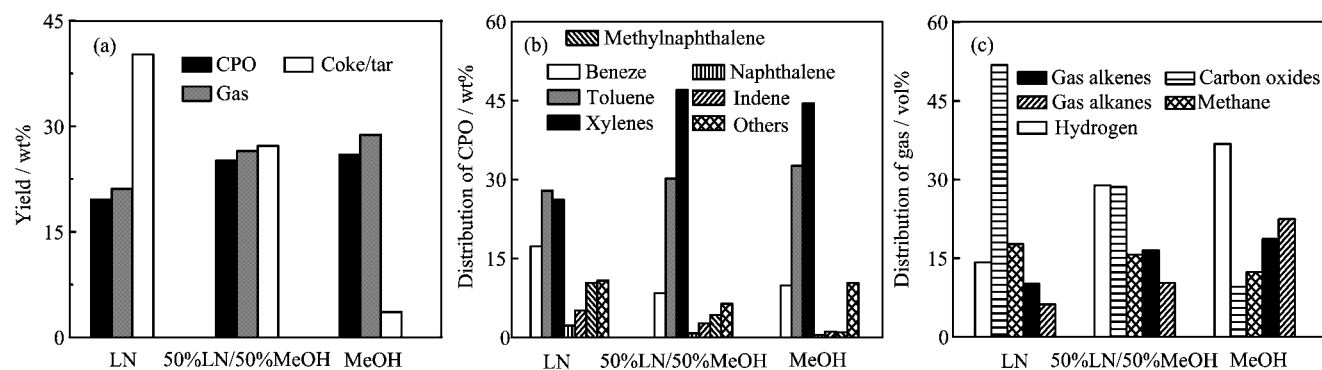 (a)
CPO
Coke/tar
Gas
Yield / wt%
45
30
15
0
LN
50%LN/50%MeOH
MeOH
(b)
Methylnaphthalene
Beneze
Naphthalene
Toluene
Indene
Xylenes
Others
Distribution of CPO / wt%
60
45
30
15
0
LN
50%LN/50%MeOH
MeOH
(c)
Gas alkenes
Carbon oxides
Gas alkanes
Methane
Hydrogen
Distribution of gas / vol%
60
45
30
15
0
LN
50%LN/50%MeOH
MeOH